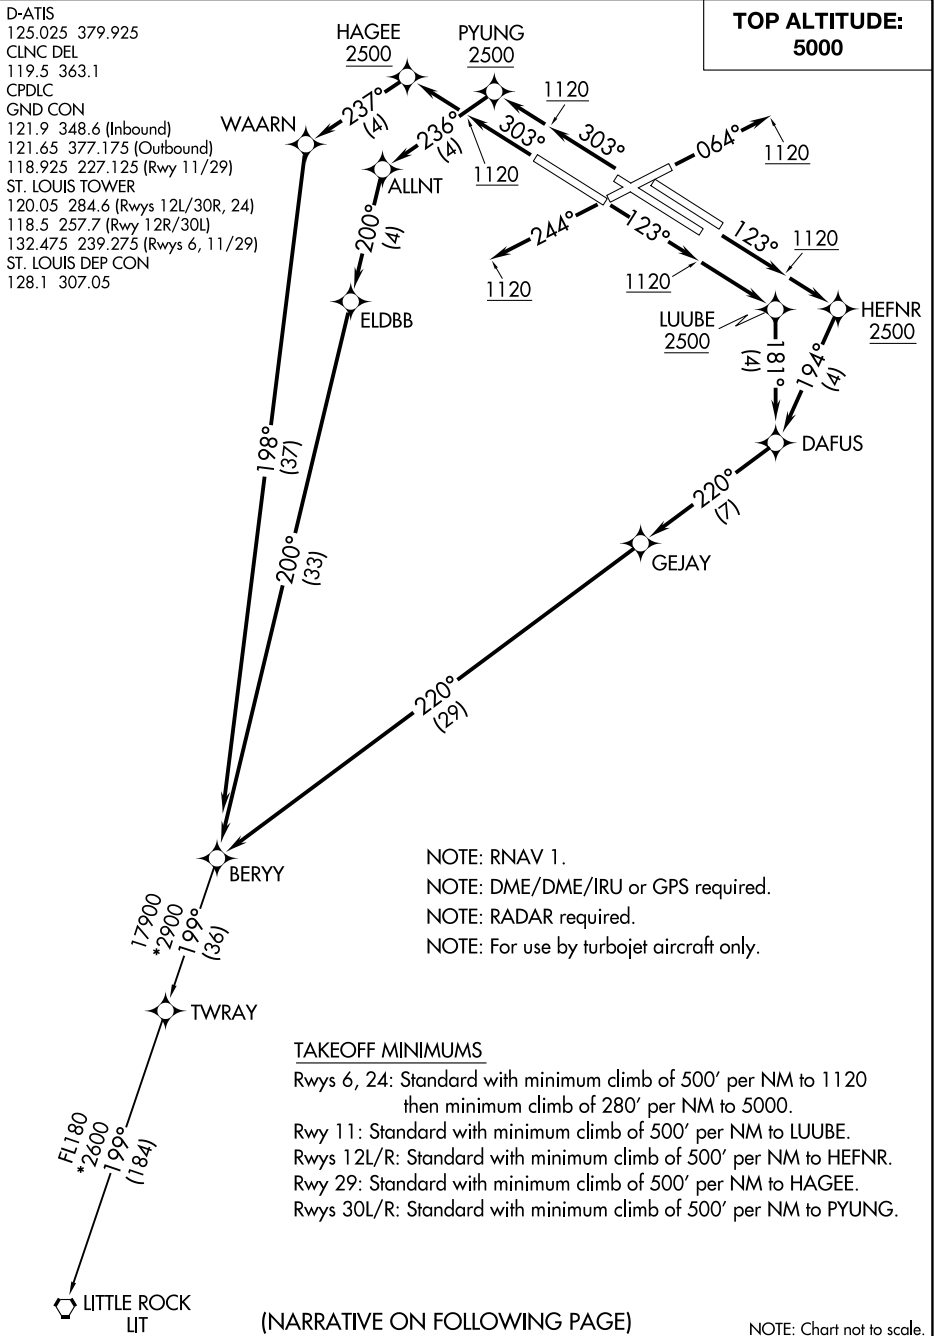 D-ATIS
125.025 379.925
CLNC DEL
119.5 363.1
CPDLC
GND CON
121.9 348.6 (Inbound)
121.65 377.175 (Outbound)
118.925 227.125 (Rwy 11/29)
ST. LOUIS TOWER
120.05 284.6 (Rwys 12L/30R, 24)
118.5 257.7 (Rwy 12R/30L)
132.475 239.275 (Rwys 6, 11/29)
ST. LOUIS DEP CON
128.1 307.05
TOP ALTITUDE:
5000
HAGEE
2500
PYUNG
2500
WAARN
237°
(4)
236°
(4)
303°
1120
303°
1120
064°
1120
ALLNT
200°
(4)
244°
1120
123°
1120
123°
1120
ELDBB
LUUBE
2500
HEFNR
2500
181°
(4)
194°
(4)
DAFUS
198°
(37)
220°
(7)
GEJAY
200°
(33)
220°
(29)
BERYY
17900
*2900
199°
(36)
TWRAY
FL180
*2600
199°
(184)
LITTLE ROCK
LIT
NOTE: RNAV 1.
NOTE: DME/DME/IRU or GPS required.
NOTE: RADAR required.
NOTE: For use by turbojet aircraft only.
TAKEOFF MINIMUMS
Rwys 6, 24: Standard with minimum climb of 500' per NM to 1120
then minimum climb of 280' per NM to 5000.
Rwy 11: Standard with minimum climb of 500' per NM to LUUBE.
Rwys 12L/R: Standard with minimum climb of 500' per NM to HEFNR.
Rwy 29: Standard with minimum climb of 500' per NM to HAGEE.
Rwys 30L/R: Standard with minimum climb of 500' per NM to PYUNG.
(NARRATIVE ON FOLLOWING PAGE)
NOTE: Chart not to scale.